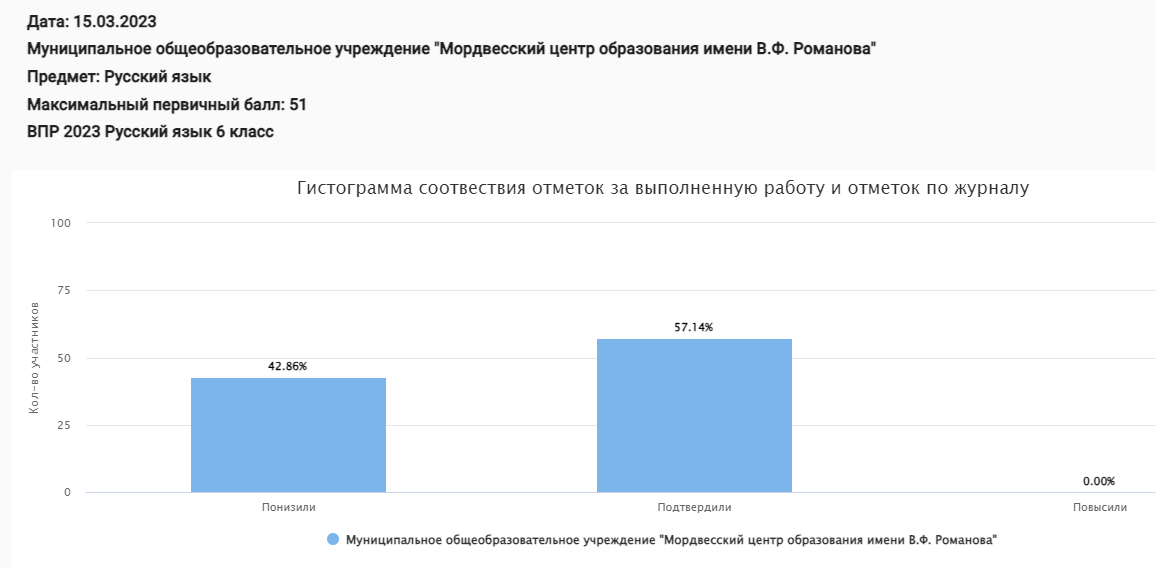 Дата: 15.03.2023
Муниципальное общеобразовательное учреждение "Мордвесский центр образования имени В.Ф. Романова"
Предмет: Русский язык
Максимальный первичный балл: 51
ВПР 2023 Русский язык 6 класс
Гистограмма соотвествия отметок за выполненную работу и отметок по журналу
100
75
50
25
0
Кол-во участников
42.86%
57.14%
0.00%
Понизили
Подтвердили
Повысили
Муниципальное общеобразовательное учреждение "Мордвесский центр образования имени В.Ф. Романова"